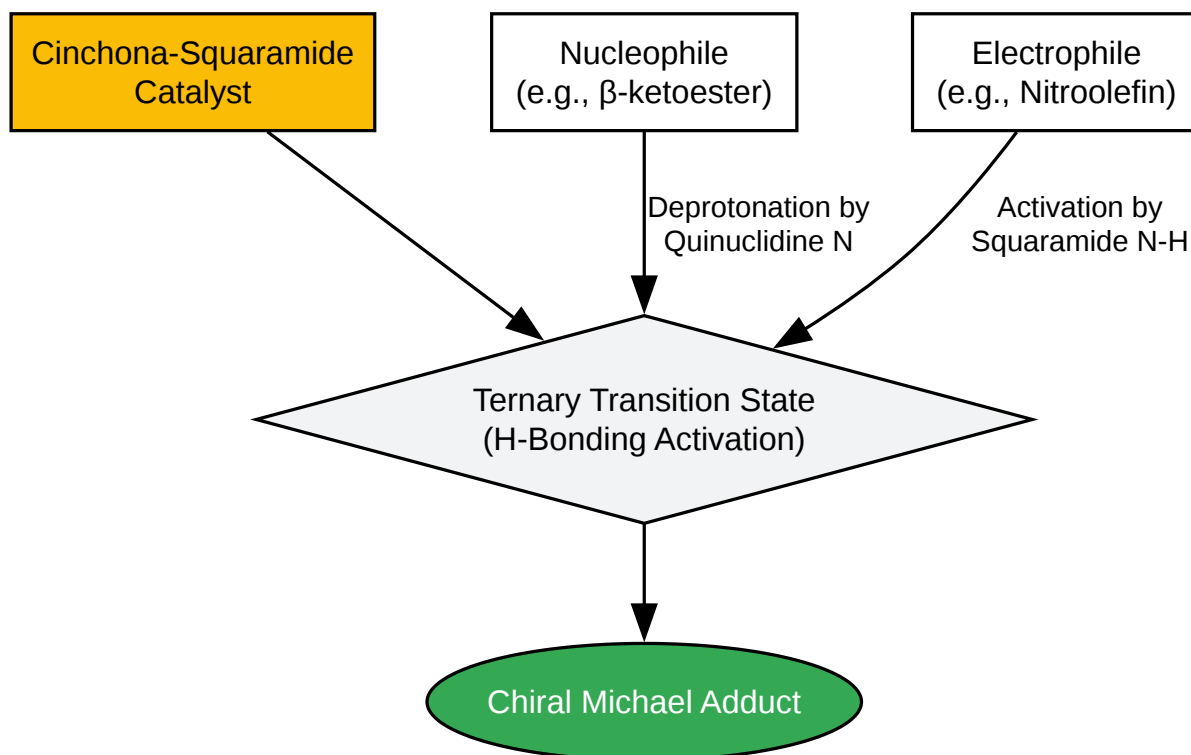 Cinchona-Squaramide
Catalyst
Nucleophile
(e.g., β-ketoester)
Electrophile
(e.g., Nitroolefin)
Deprotonation by
Quinuclidine N
Activation by
Squaramide N-H
Ternary Transition State
(H-Bonding Activation)
Chiral Michael Adduct